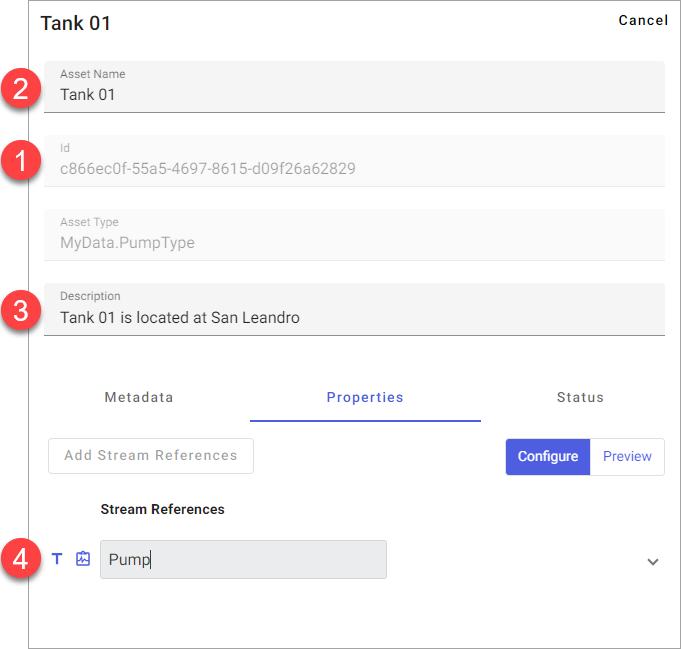 Tank 01
Cancel
2
Asset Name
Tank 01
1
Id
c866ec0f-55a5-4697-8615-d09f26a62829
Asset Type
MyData.PumpType
3
Description
Tank 01 is located at San Leandro
Metadata Properties Status
Add Stream References
Configure Preview
Stream References
4
T
Pump